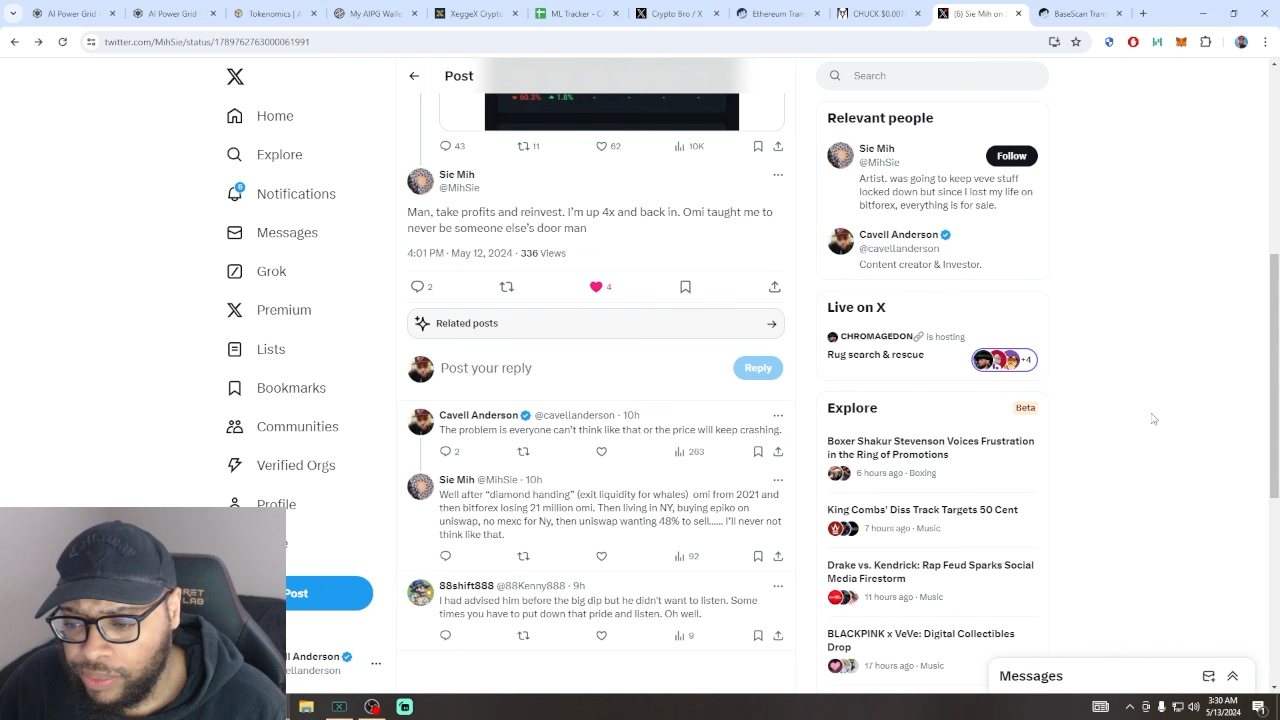 AI Power Grid
AI Power Grid
Tokenomics
My AIPG Walle
XeggeX Crypto
ML Tracker - G
Crypto Bro / X
Ethereum Tran
CHUCK $0.007
(6) Sie Mih on
BaseScan Trans
twitter.com/MihSie/status/1789762763000061991
Post
Search
60.3%
1.8%
43
11
62
10K
Sie Mih
@MihSie
Man, take profits and reinvest. I'm up 4x and back in. Omi taught me to
never be someone else's door man
4:01 PM · May 12, 2024 · 336 Views
2
4
Related posts
Post your reply
Reply
Cavell Anderson @cavellanderson · 10h
The problem is everyone can't think like that or the price will keep crashing.
2
263
Sie Mih @MihSie · 10h
Well after "diamond handing" (exit liquidity for whales) omi from 2021 and
then bitforex losing 21 million omi. Then living in NY, buying epiko on
uniswap, no mexc for Ny, then uniswap wanting 48% to sell...... I'll never not
think like that.
92
88shift888 @88Kenny888 · 9h
I had advised him before the big dip but he didn't want to listen. Some
times you have to put down that pride and listen. Oh well.
9
Home
Explore
6
Notifications
Messages
Grok
Premium
Lists
Bookmarks
Communities
Verified Orgs
Profile
Post
ll Anderson
ellanderson
Relevant people
Sie Mih
@MihSie
Follow
Artist. was going to keep veve stuff
locked down but since I lost my life on
bitforex, everything is for sale.
Cavell Anderson
@cavellanderson
Content creator & Investor.
Live on X
CHROMAGEDON is hosting
Rug search & rescue
+4
Explore
Beta
Boxer Shakur Stevenson Voices Frustration
in the Ring of Promotions
6 hours ago · Boxing
King Combs' Diss Track Targets 50 Cent
7 hours ago · Music
Drake vs. Kendrick: Rap Feud Sparks Social
Media Firestorm
11 hours ago · Music
BLACKPINK x VeVe: Digital Collectibles
Drop
17 hours ago · Music
Messages
3:30 AM
5/13/2024